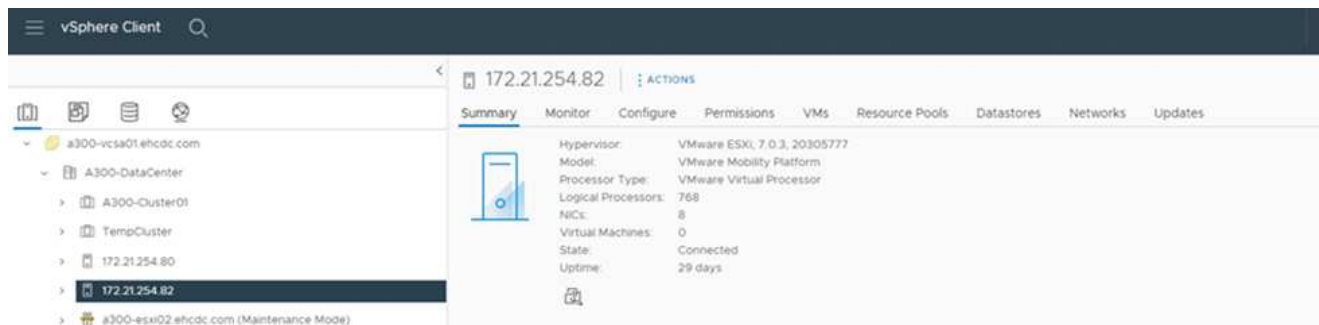 vSphere Client
172.21.254.82 ACTIONS
Summary Monitor Configure Permissions VMs Resource Pools Datastores Networks Updates
a300-vcsa01.ehcdc.com
A300-DataCenter
A300-Cluster01
TempCluster
172.21.254.80
172.21.254.82
a300-esxi02.ehcdc.com (Maintenance Mode)
Hypervisor: VMware ESXi, 7.0.3, 20305777
Model: VMware Mobility Platform
Processor Type: VMware Virtual Processor
Logical Processors: 768
NICs: 8
Virtual Machines: 0
State: Connected
Uptime: 29 days